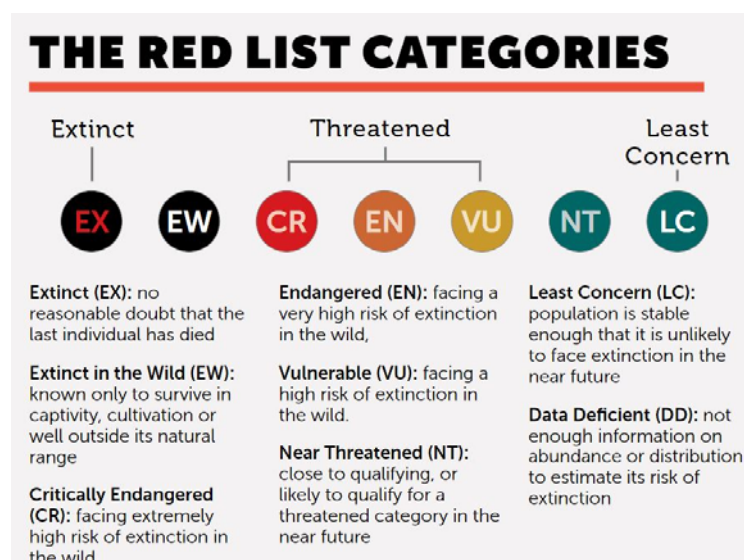 THE RED LIST CATEGORIES
Extinct
Threatened
Least
Concern
EX
EW
CR
EN
VU
NT
LC
Extinct (EX): no
reasonable doubt that the
last individual has died
Extinct in the Wild (EW):
known only to survive in
captivity, cultivation or
well outside its natural
range
Critically Endangered
(CR): facing extremely
high risk of extinction in
the wild
Endangered (EN): facing a
very high risk of extinction
in the wild,
Vulnerable (VU): facing a
high risk of extinction in
the wild.
Near Threatened (NT):
close to qualifying, or
likely to qualify for a
threatened category in the
near future
Least Concern (LC):
population is stable
enough that it is unlikely
to face extinction in the
near future
Data Deficient (DD): not
enough information on
abundance or distribution
to estimate its risk of
extinction